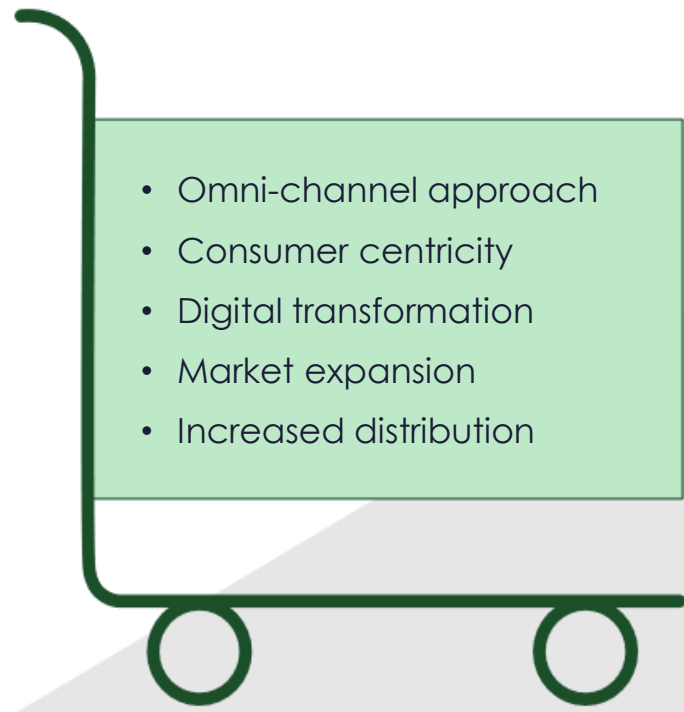 • Omni-channel approach
• Consumer centricity
• Digital transformation
• Market expansion
• Increased distribution